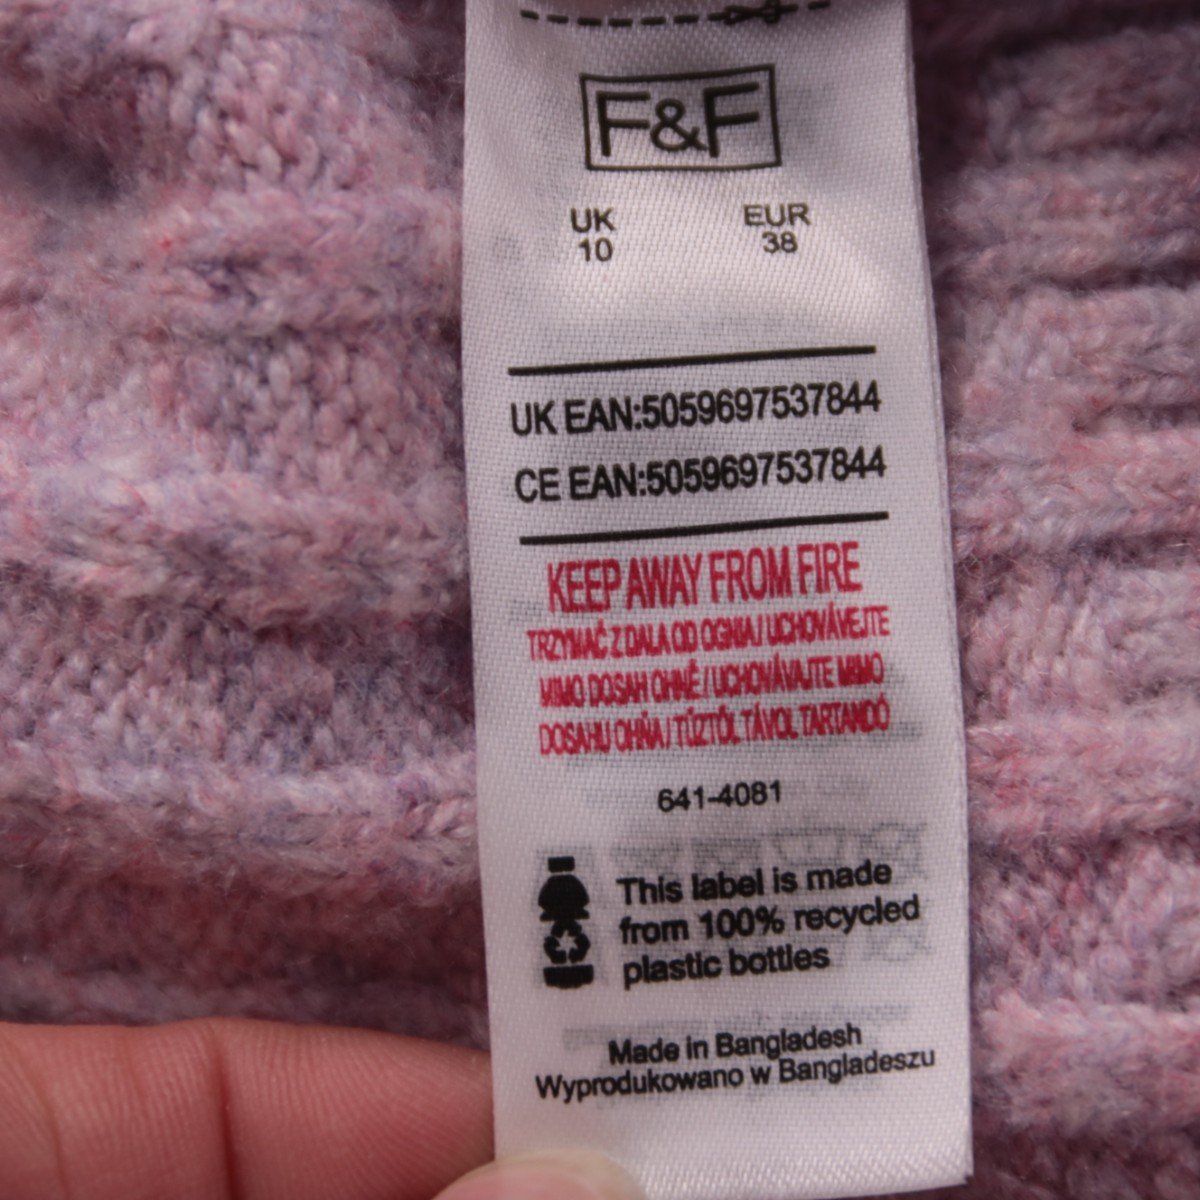 F&F
UK EUR
10 38
UK EAN:5059697537844
CE EAN:5059697537844
KEEP AWAY FROM FIRE
TRZYMAĆ Z DALA OD OGNIA / UCHOVÁVEJTE
MIMO DOSAH OHNĚ / UCHOVÁVAJTE MIMO
DOSAHU OHŇA / TŰZTŐL TÁVOL TARTANDÓ
641-4081
This label is made
from 100% recycled
plastic bottles
Made in Bangladesh
Wyprodukowano w Bangladeszu